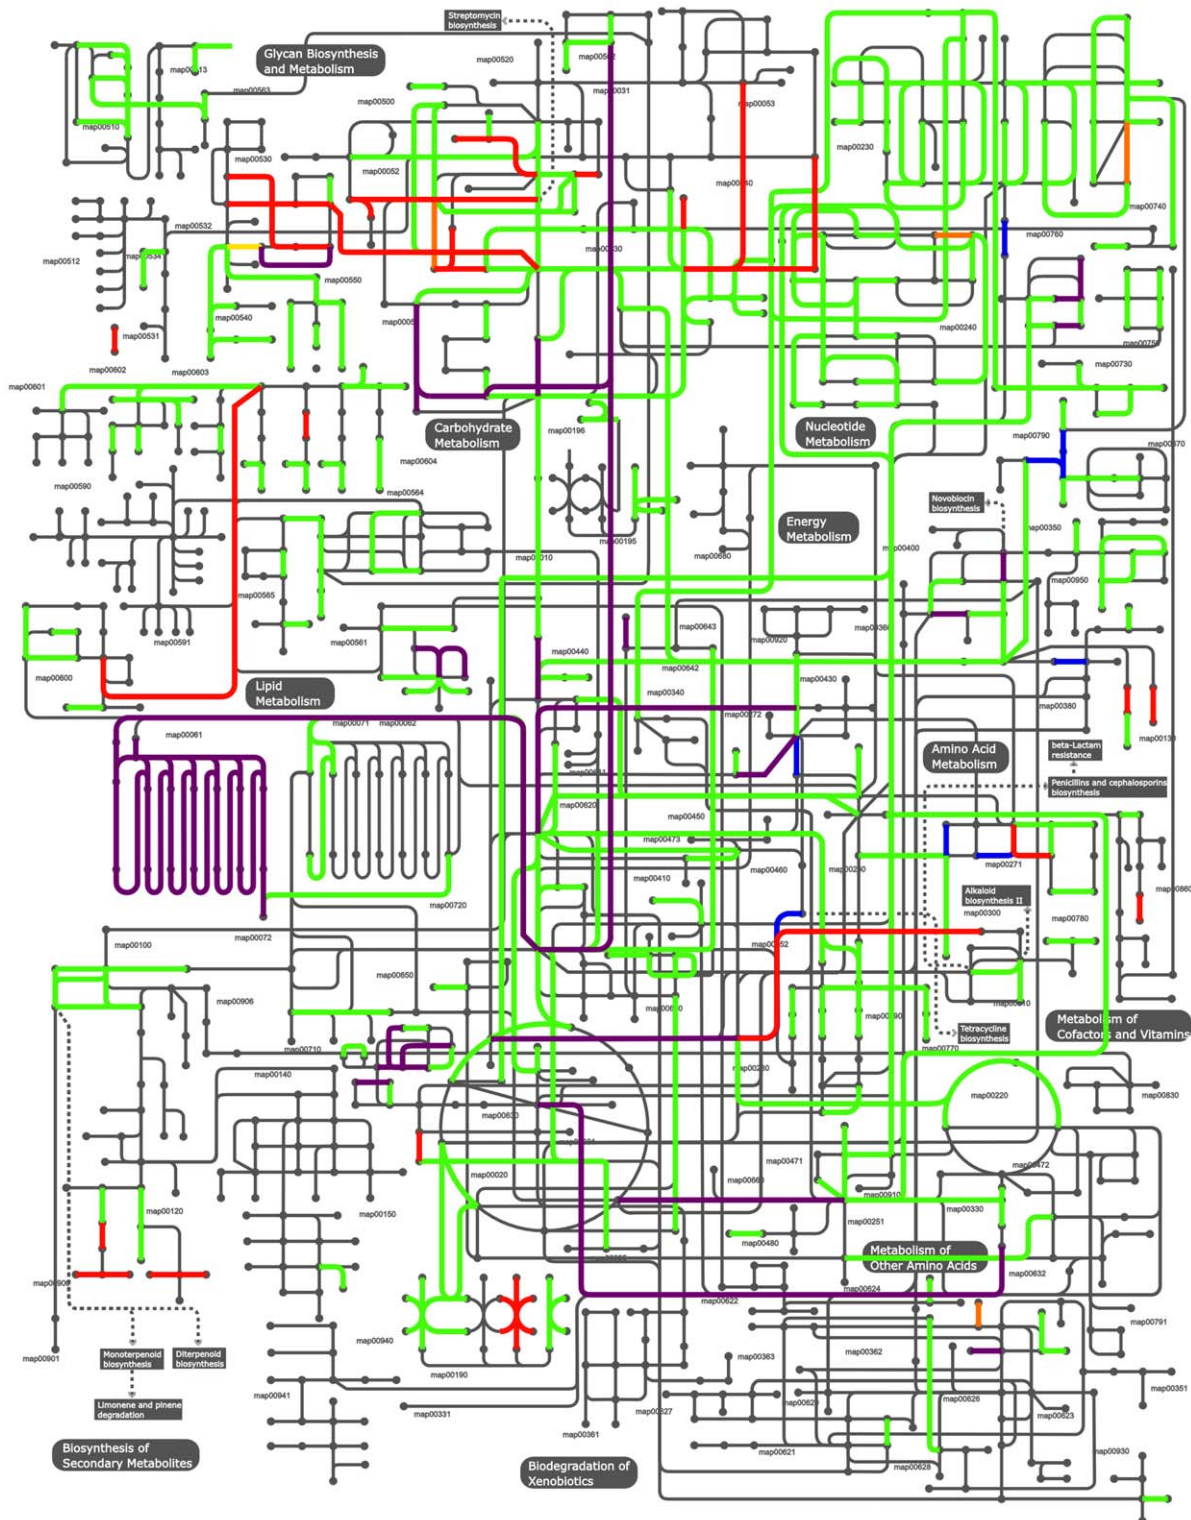 Streptomycin
biosynthesis
Glycan Biosynthesis
and Metabolism
map00520
map00053
map00563
map00500
map00510
map00230
map00530
map00052
map00740
map00532
map00760
map00512
map00550
map00540
map00240
map00531
map00602
map00603
map00730
map00601
Carbohydrate
Metabolism
map00196
Nucleotide
Metabolism
map00790
map00604
map00590
map00564
Novobiocin
biosynthesis
Energy
Metabolism
map00350
map00195
map00680
map00400
map00950
map00565
map00591
map00561
map00643
map00920
map00440
map00642
map00600
map00430
map00340
Lipid
Metabolism
map00380
map00071
map00062
map00061
Amino Acid
Metabolism
beta-Lactam
resistance
Penicillins and cephalosporins
biosynthesis
map00620
map00450
map00473
map00271
map00460
map00410
Alkaloid
biosynthesis II
map00300
map00780
map00720
map00072
map00100
map00650
map00906
Metabolism of
Cofactors and Vitamins
Tetracycline
biosynthesis
map00710
map00770
map00140
map00220
map00830
map00630
map00471
map00020
map00472
map00910
map00120
map00150
map00330
map00251
map00480
Metabolism of
Other Amino Acids
map00632
map00624
map00622
map00791
map00940
map00901
Monoterpenoid
biosynthesis
Diterpenoid
biosynthesis
map00190
map00363
map00362
map00351
Limonene and pinene
degradation
map00941
map00331
map00626
map00623
map00361
map00621
map00628
map00930
Biosynthesis of
Secondary Metabolites
Biodegradation of
Xenobiotics